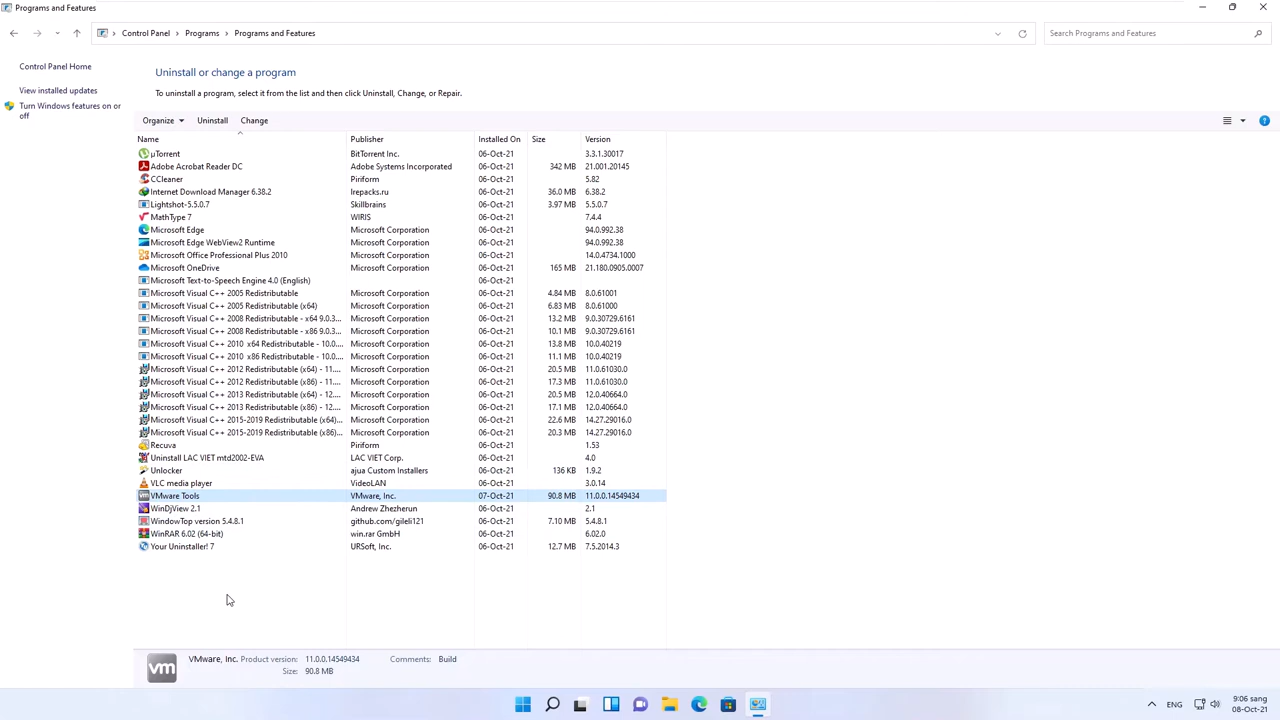 Programs and Features
Control Panel > Programs > Programs and Features
Search Programs and Features
Control Panel Home
View installed updates
Turn Windows features on or
off
Uninstall or change a program
To uninstall a program, select it from the list and then click Uninstall, Change, or Repair.
Organize Uninstall Change
Name Publisher Installed On Size Version
µTorrent BitTorrent Inc. 06-Oct-21 3.3.1.30017
Adobe Acrobat Reader DC Adobe Systems Incorporated 06-Oct-21 342 MB 21.001.20145
CCleaner Piriform 06-Oct-21 5.82
Internet Download Manager 6.38.2 lrepacks.ru 06-Oct-21 36.0 MB 6.38.2
Lightshot-5.5.0.7 Skillbrains 06-Oct-21 3.97 MB 5.5.0.7
MathType 7 WIRIS 06-Oct-21 7.4.4
Microsoft Edge Microsoft Corporation 06-Oct-21 94.0.992.38
Microsoft Edge WebView2 Runtime Microsoft Corporation 06-Oct-21 94.0.992.38
Microsoft Office Professional Plus 2010 Microsoft Corporation 06-Oct-21 14.0.4734.1000
Microsoft OneDrive Microsoft Corporation 06-Oct-21 165 MB 21.180.0905.0007
Microsoft Text-to-Speech Engine 4.0 (English) 06-Oct-21
Microsoft Visual C++ 2005 Redistributable Microsoft Corporation 06-Oct-21 4.84 MB 8.0.61001
Microsoft Visual C++ 2005 Redistributable (x64) Microsoft Corporation 06-Oct-21 6.83 MB 8.0.61000
Microsoft Visual C++ 2008 Redistributable - x64 9.0.3... Microsoft Corporation 06-Oct-21 13.2 MB 9.0.30729.6161
Microsoft Visual C++ 2008 Redistributable - x86 9.0.3... Microsoft Corporation 06-Oct-21 10.1 MB 9.0.30729.6161
Microsoft Visual C++ 2010 x64 Redistributable - 10.0.... Microsoft Corporation 06-Oct-21 13.8 MB 10.0.40219
Microsoft Visual C++ 2010 x86 Redistributable - 10.0.... Microsoft Corporation 06-Oct-21 11.1 MB 10.0.40219
Microsoft Visual C++ 2012 Redistributable (x64) - 11.... Microsoft Corporation 06-Oct-21 20.5 MB 11.0.61030.0
Microsoft Visual C++ 2012 Redistributable (x86) - 11.... Microsoft Corporation 06-Oct-21 17.3 MB 11.0.61030.0
Microsoft Visual C++ 2013 Redistributable (x64) - 12.... Microsoft Corporation 06-Oct-21 20.5 MB 12.0.40664.0
Microsoft Visual C++ 2013 Redistributable (x86) - 12.... Microsoft Corporation 06-Oct-21 17.1 MB 12.0.40664.0
Microsoft Visual C++ 2015-2019 Redistributable (x64)... Microsoft Corporation 06-Oct-21 22.6 MB 14.27.29016.0
Microsoft Visual C++ 2015-2019 Redistributable (x86)... Microsoft Corporation 06-Oct-21 20.3 MB 14.27.29016.0
Recuva Piriform 06-Oct-21 1.53
Uninstall LAC VIET mtd2002-EVA LAC VIET Corp. 06-Oct-21 4.0
Unlocker ajua Custom Installers 06-Oct-21 136 KB 1.9.2
VLC media player VideoLAN 06-Oct-21 3.0.14
VMware Tools VMware, Inc. 07-Oct-21 90.8 MB 11.0.0.14549434
WinDjView 2.1 Andrew Zhezherun 06-Oct-21 2.1
WindowTop version 5.4.8.1 github.com/gileli121 06-Oct-21 7.10 MB 5.4.8.1
WinRAR 6.02 (64-bit) win.rar GmbH 06-Oct-21 6.02.0
Your Uninstaller! 7 URSoft, Inc. 06-Oct-21 12.7 MB 7.5.2014.3
vm VMware, Inc. Product version: 11.0.0.14549434 Comments: Build
Size: 90.8 MB
ENG 9:06 sang
08-Oct-21